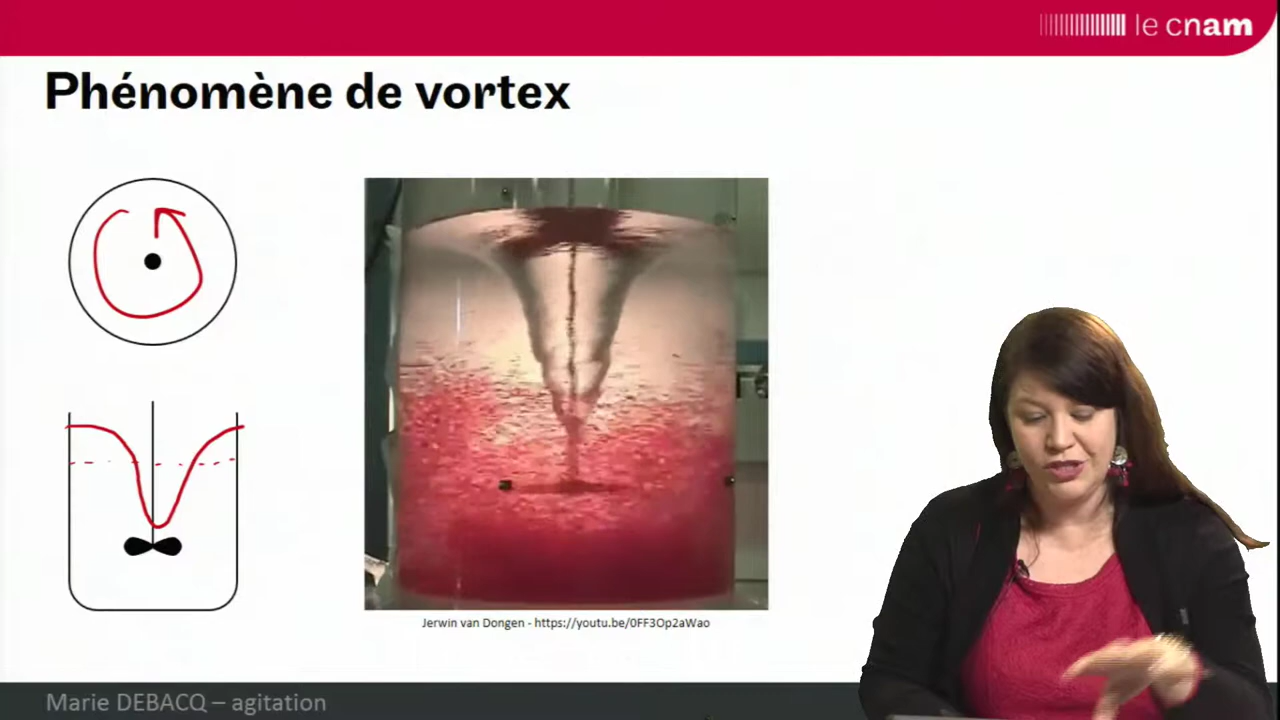 le cnam
Phénomène de vortex
Jerwin van Dongen - https://youtu.be/0FF3Op2aWao
Marie DEBACQ – agitation